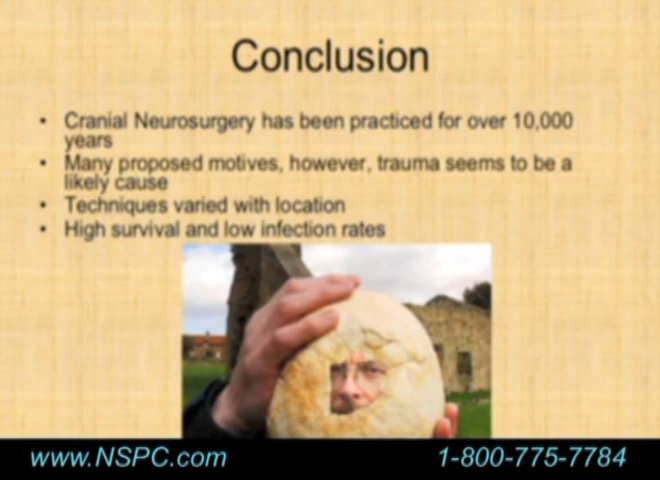 Conclusion
• Cranial Neurosurgery has been practiced for over 10,000
years
• Many proposed motives, however, trauma seems to be a
likely cause
• Techniques varied with location
• High survival and low infection rates
www.NSPC.com
1-800-775-7784